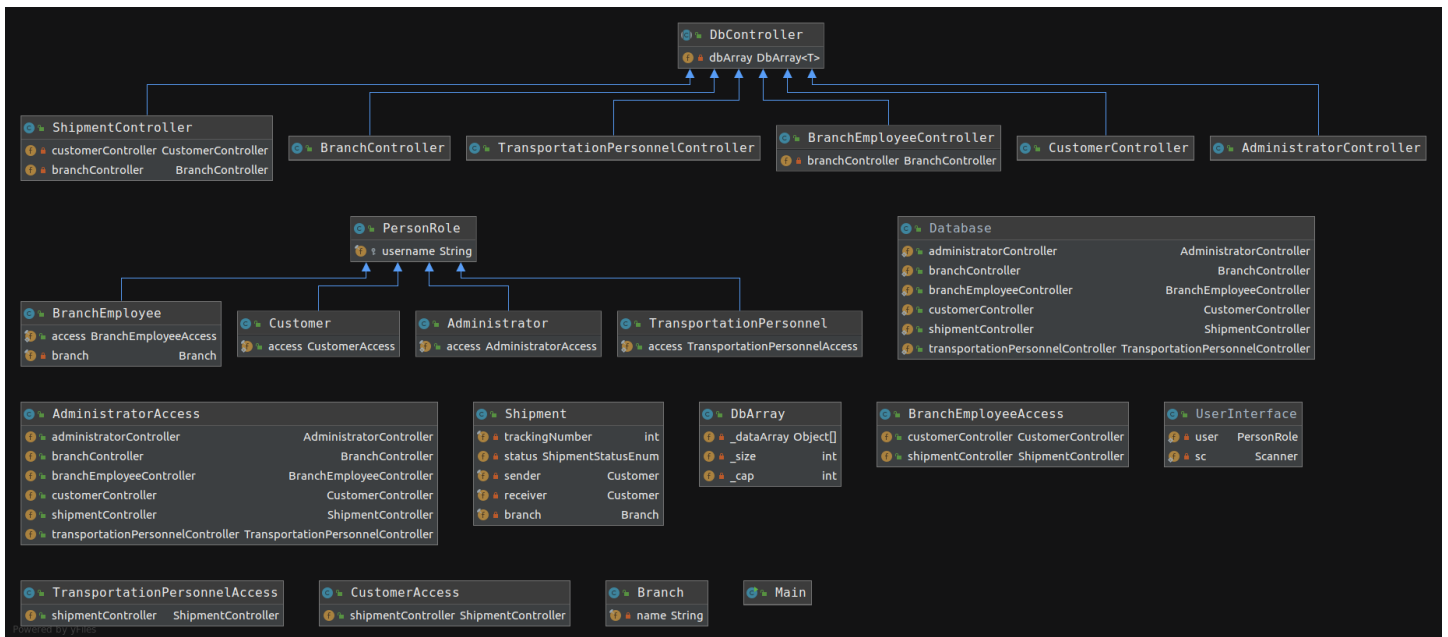 DbController
dbArray DbArray<T>
ShipmentController
customerController CustomerController
branchController BranchController
BranchController
TransportationPersonnelController
BranchEmployeeController
branchController BranchController
CustomerController
AdministratorController
PersonRole
username String
BranchEmployee
access BranchEmployeeAccess
branch Branch
Customer
access CustomerAccess
Administrator
access AdministratorAccess
TransportationPersonnel
access TransportationPersonnelAccess
Database
administratorController AdministratorController
branchController BranchController
branchEmployeeController BranchEmployeeController
customerController CustomerController
shipmentController ShipmentController
transportationPersonnelController TransportationPersonnelController
AdministratorAccess
administratorController AdministratorController
branchController BranchController
branchEmployeeController BranchEmployeeController
customerController CustomerController
shipmentController ShipmentController
transportationPersonnelController TransportationPersonnelController
Shipment
trackingNumber int
status ShipmentStatusEnum
sender Customer
receiver Customer
branch Branch
DbArray
_dataArray Object[]
_size int
_cap int
BranchEmployeeAccess
customerController CustomerController
shipmentController ShipmentController
UserInterface
user PersonRole
sc Scanner
TransportationPersonnelAccess
shipmentController ShipmentController
CustomerAccess
shipmentController ShipmentController
Branch
name String
Main
Powered by yFiles